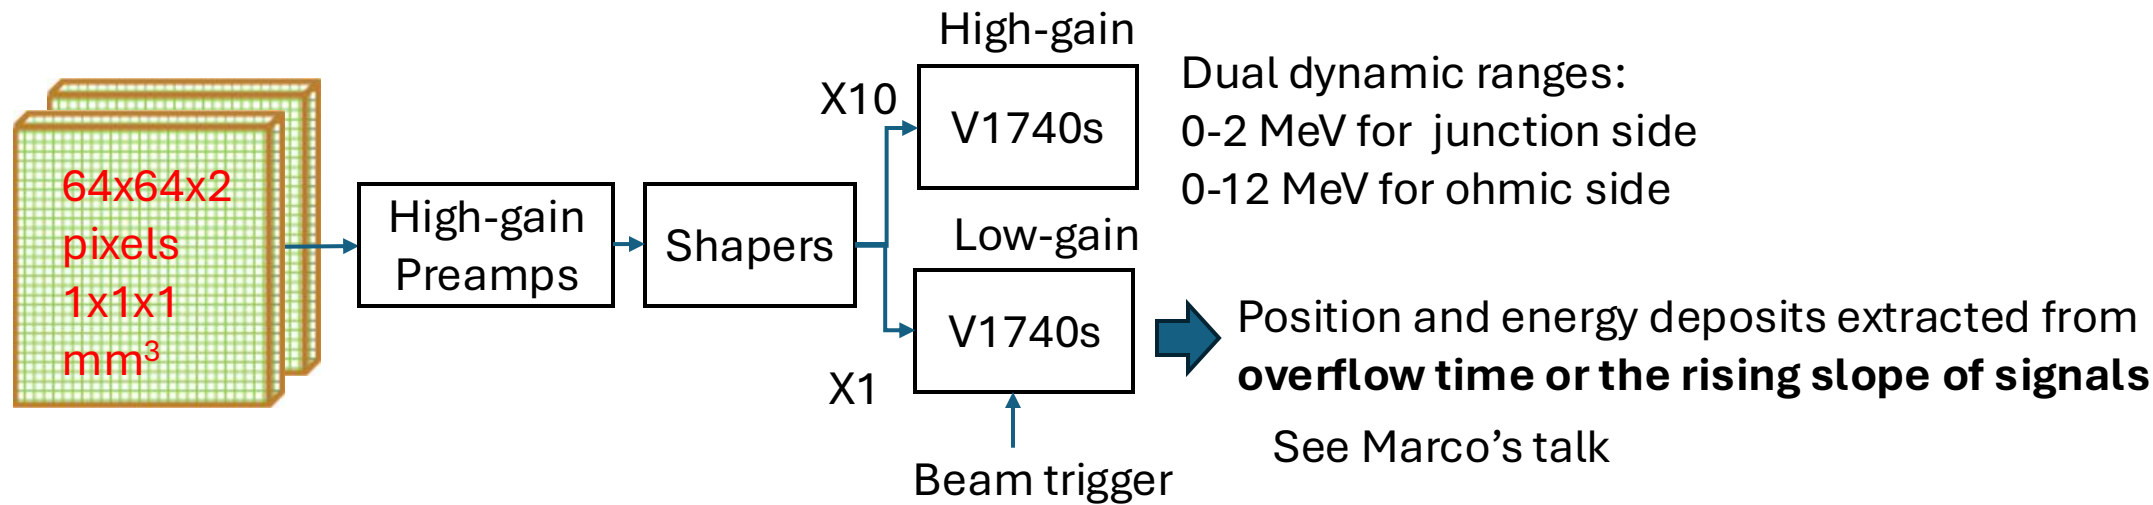 64x64x2
pixels
1x1x1
mm³
High-gain
Preamps
Shapers
X10
High-gain
V1740s
Low-gain
V1740s
X1
Beam trigger
Dual dynamic ranges:
0-2 MeV for junction side
0-12 MeV for ohmic side
Position and energy deposits extracted from
overflow time or the rising slope of signals
See Marco’s talk